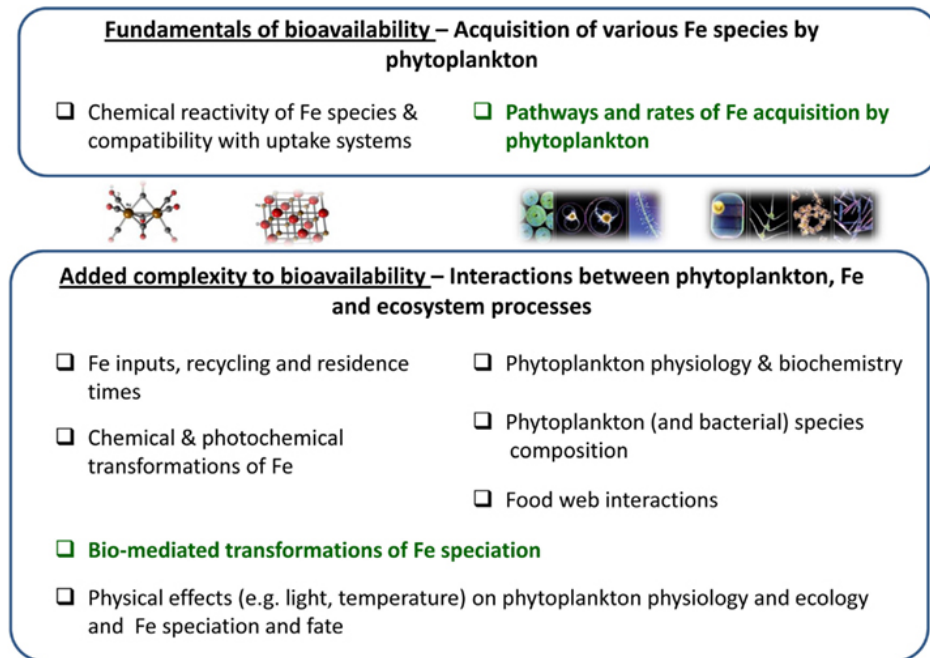 Fundamentals of bioavailability – Acquisition of various Fe species by
phytoplankton
❑ Chemical reactivity of Fe species &
compatibility with uptake systems
❑ Pathways and rates of Fe acquisition by
phytoplankton
Added complexity to bioavailability – Interactions between phytoplankton, Fe
and ecosystem processes
❑ Fe inputs, recycling and residence
times
❑ Chemical & photochemical
transformations of Fe
❑ Phytoplankton physiology & biochemistry
❑ Phytoplankton (and bacterial) species
composition
❑ Food web interactions
❑ Bio-mediated transformations of Fe speciation
❑ Physical effects (e.g. light, temperature) on phytoplankton physiology and ecology
and Fe speciation and fate